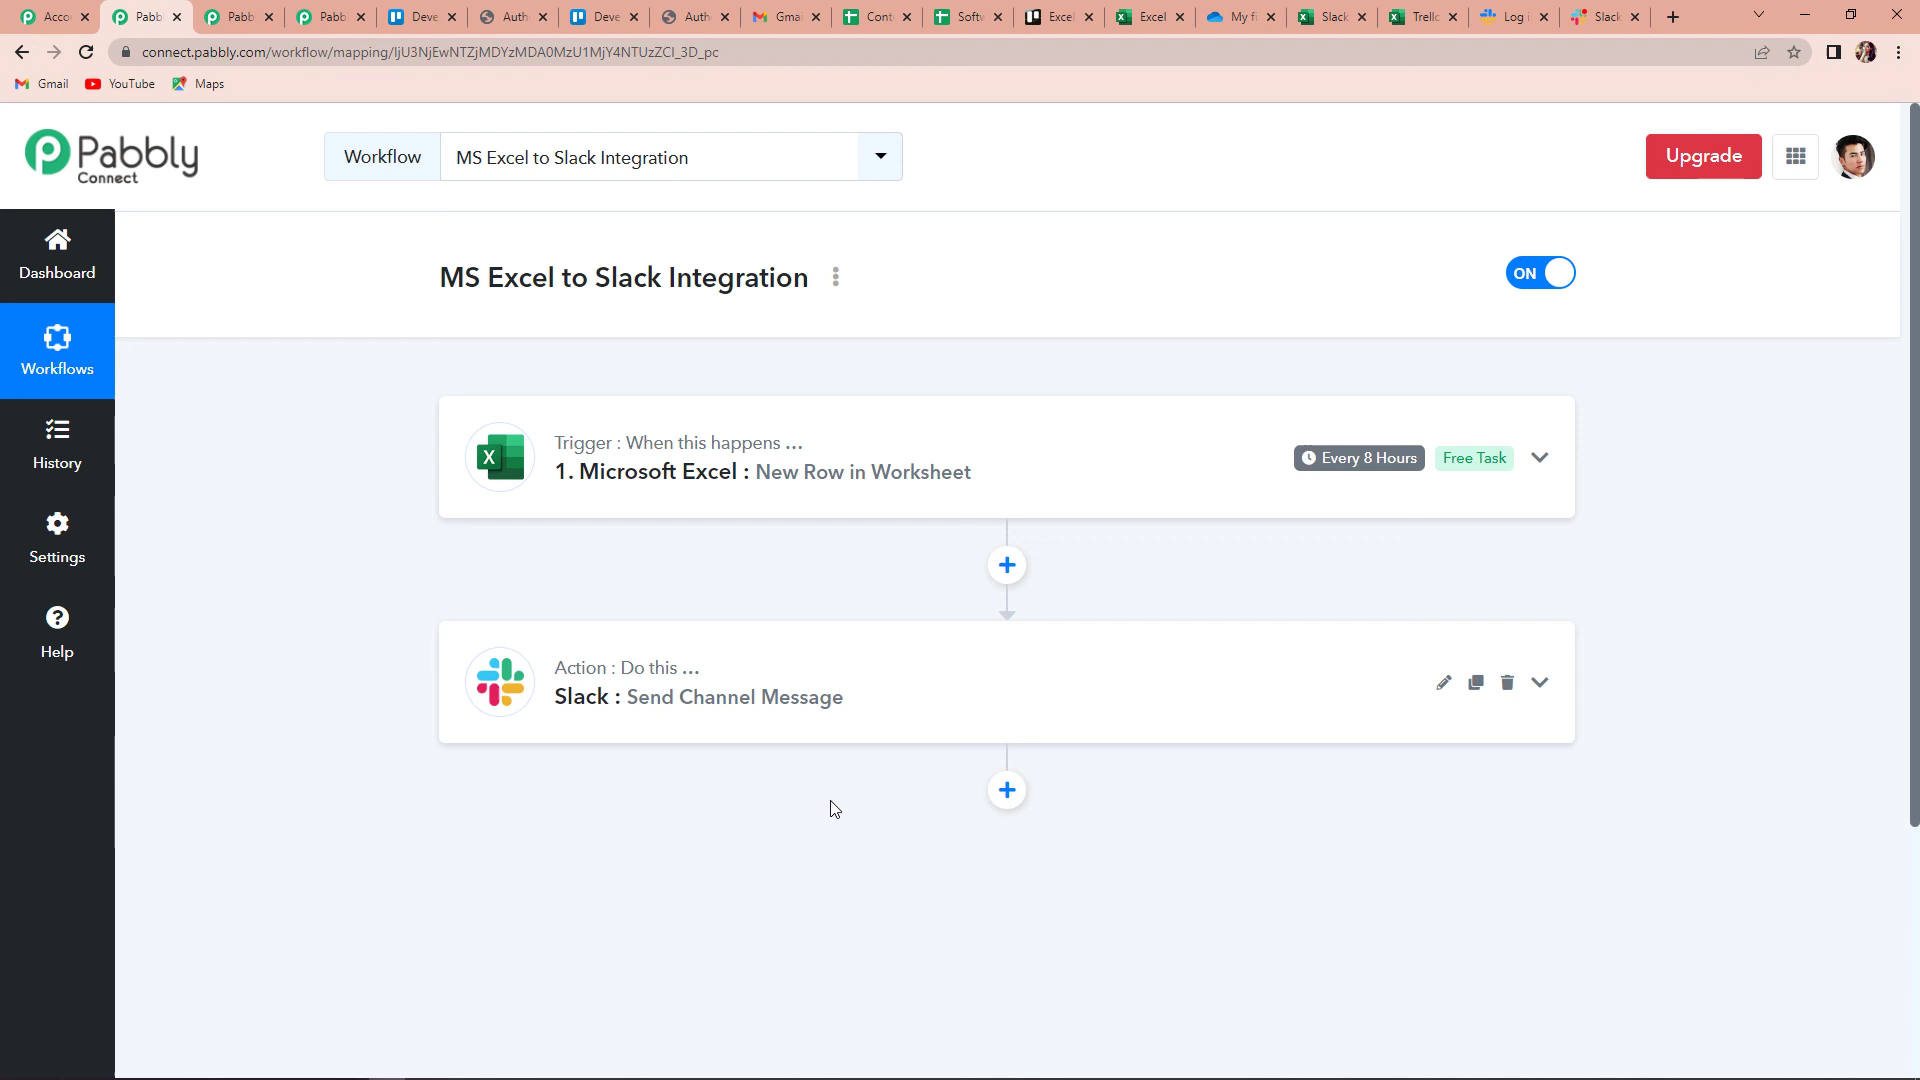 Acco
Pabb
Pabb
Pabb
Deve
Auth
Deve
Auth
Gmai
Cont
Softw
Excel
Excel
My fi
Slack
Trello
Log i
Slack
connect.pabbly.com/workflow/mapping/IjU3NjEwNTZjMDYzMDA0MzU1MjY4NTUzZCI_3D_pc
Gmail
YouTube
Maps
Pabbly
Connect
Workflow
MS Excel to Slack Integration
Upgrade
Dashboard
Workflows
History
Settings
Help
MS Excel to Slack Integration
ON
Trigger : When this happens ...
1. Microsoft Excel : New Row in Worksheet
Every 8 Hours
Free Task
Action : Do this ...
Slack : Send Channel Message